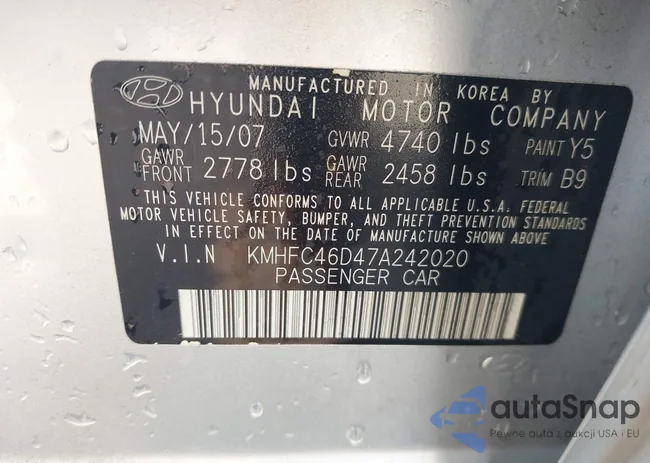 MANUFACTURED IN KOREA BY
HYUNDAI MOTOR COMPANY
MAY/15/07 GVWR 4740 lbs PAINT Y5
GAWR FRONT 2778 lbs GAWR REAR 2458 lbs TRIM B9
THIS VEHICLE CONFORMS TO ALL APPLICABLE U.S.A. FEDERAL
MOTOR VEHICLE SAFETY, BUMPER, AND THEFT PREVENTION STANDARDS
IN EFFECT ON THE DATE OF MANUFACTURE SHOWN ABOVE.
V.I.N KMHFC46D47A242020
PASSENGER CAR
autaSnap
Pewne auta z aukcji USA i EU